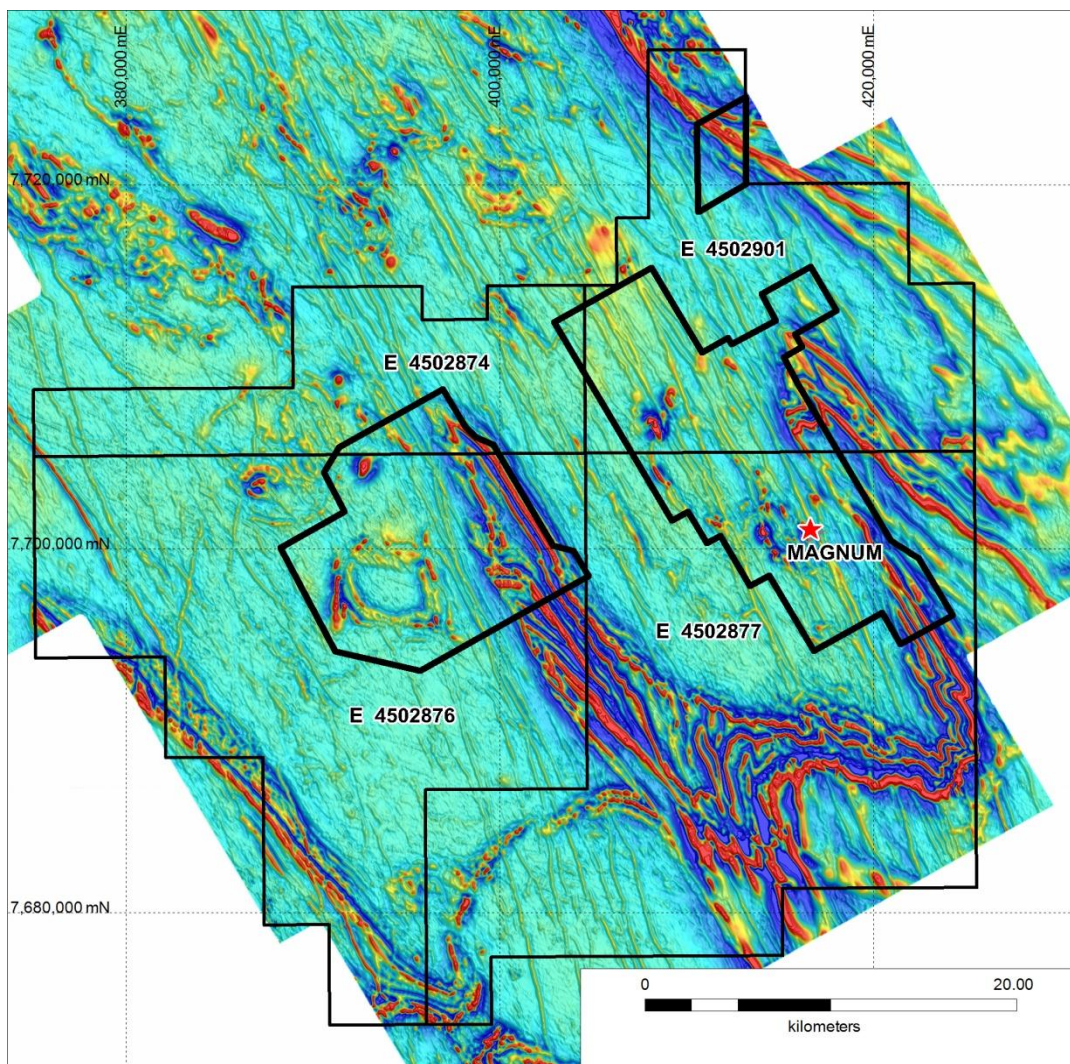 380,000 mE
400,000 mE
420,000 mE
7,720,000 mN
E 4502901
E 4502874
7,700,000 mN
MAGNUM
E 4502877
E 4502876
7,680,000 mN
0
20.00
kilometers